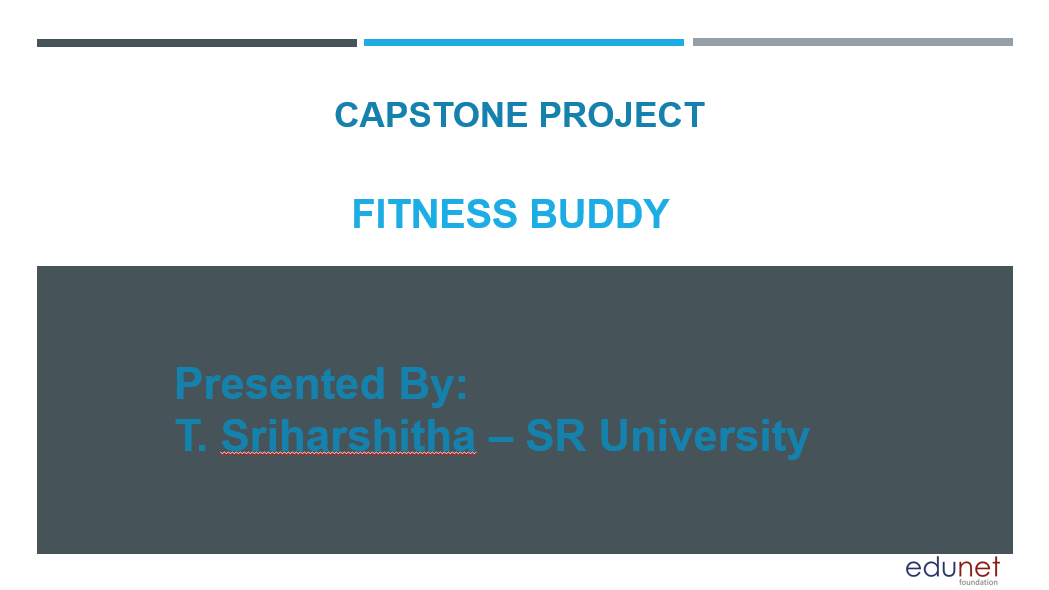 CAPSTONE PROJECT
FITNESS BUDDY
Presented By:
T. Sriharshitha – SR University
edunet
foundation